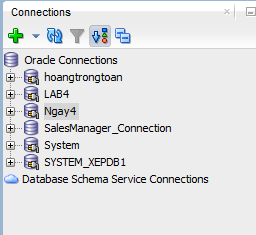 Connections
Oracle Connections
hoangtrongtoan
LAB4
Ngay4
SalesManager_Connection
System
SYSTEM_XEPDB1
Database Schema Service Connections